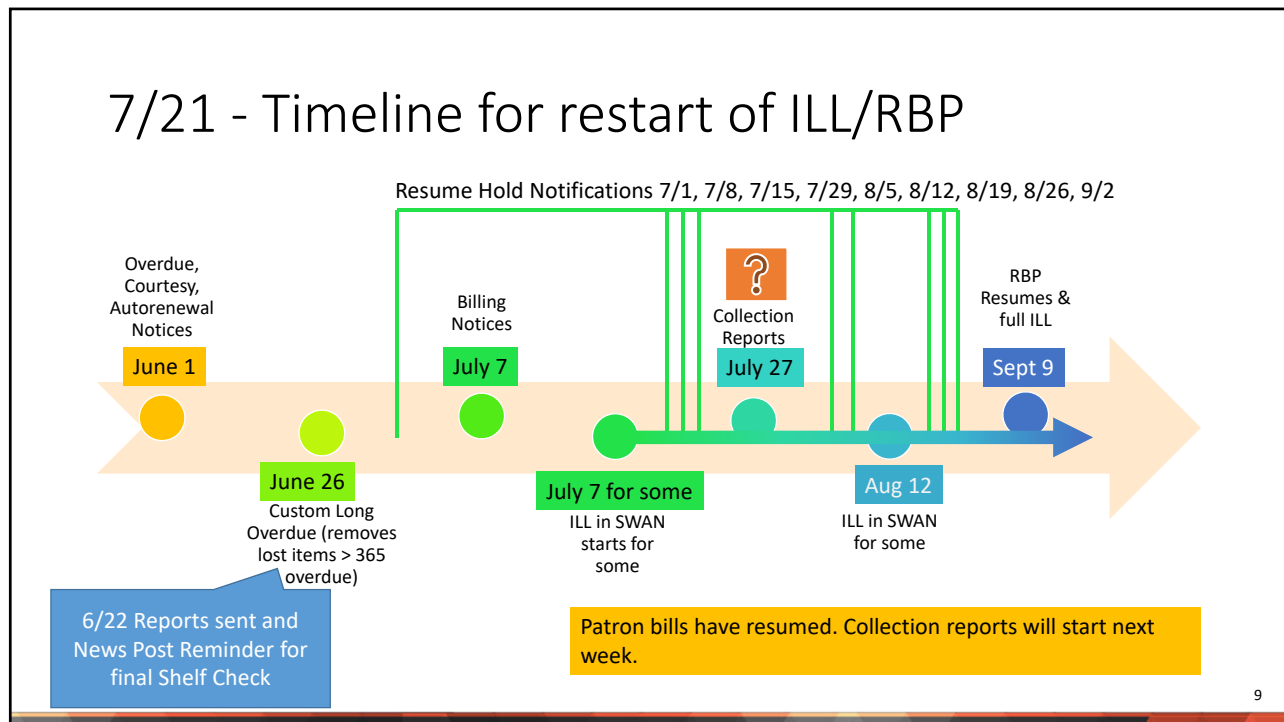 7/21 - Timeline for restart of ILL/RBP
Resume Hold Notifications 7/1, 7/8, 7/15, 7/29, 8/5, 8/12, 8/19, 8/26, 9/2
Overdue,
Courtesy,
Autorenewal
Notices
June 1
June 26
Custom Long
Overdue (removes
lost items > 365
overdue)
6/22 Reports sent and
News Post Reminder for
final Shelf Check
Billing
Notices
July 7
July 7 for some
ILL in SWAN
starts for
some
?
Collection
Reports
July 27
Aug 12
ILL in SWAN
for some
RBP
Resumes &
full ILL
Sept 9
Patron bills have resumed. Collection reports will start next
week.
9